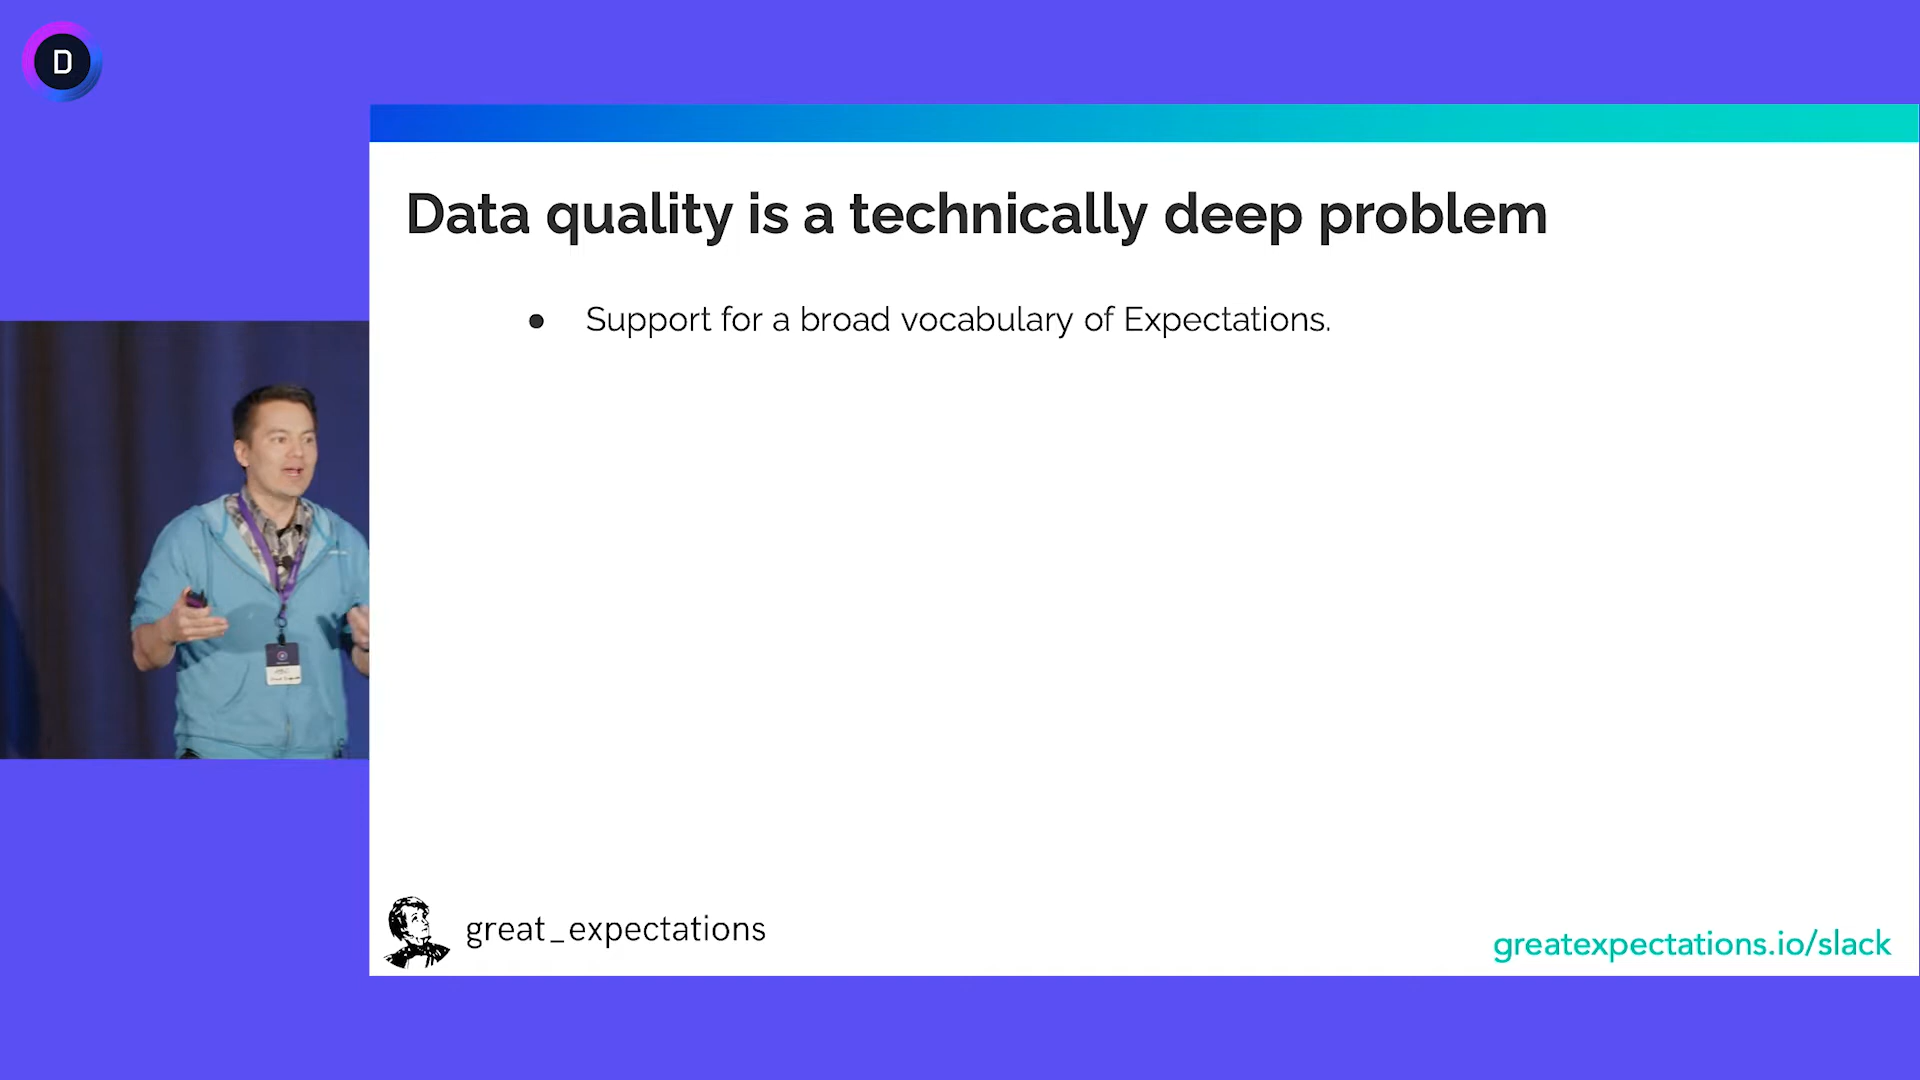 D
Data quality is a technically deep problem
● Support for a broad vocabulary of Expectations.
great_expectations
greatexpectations.io/slack